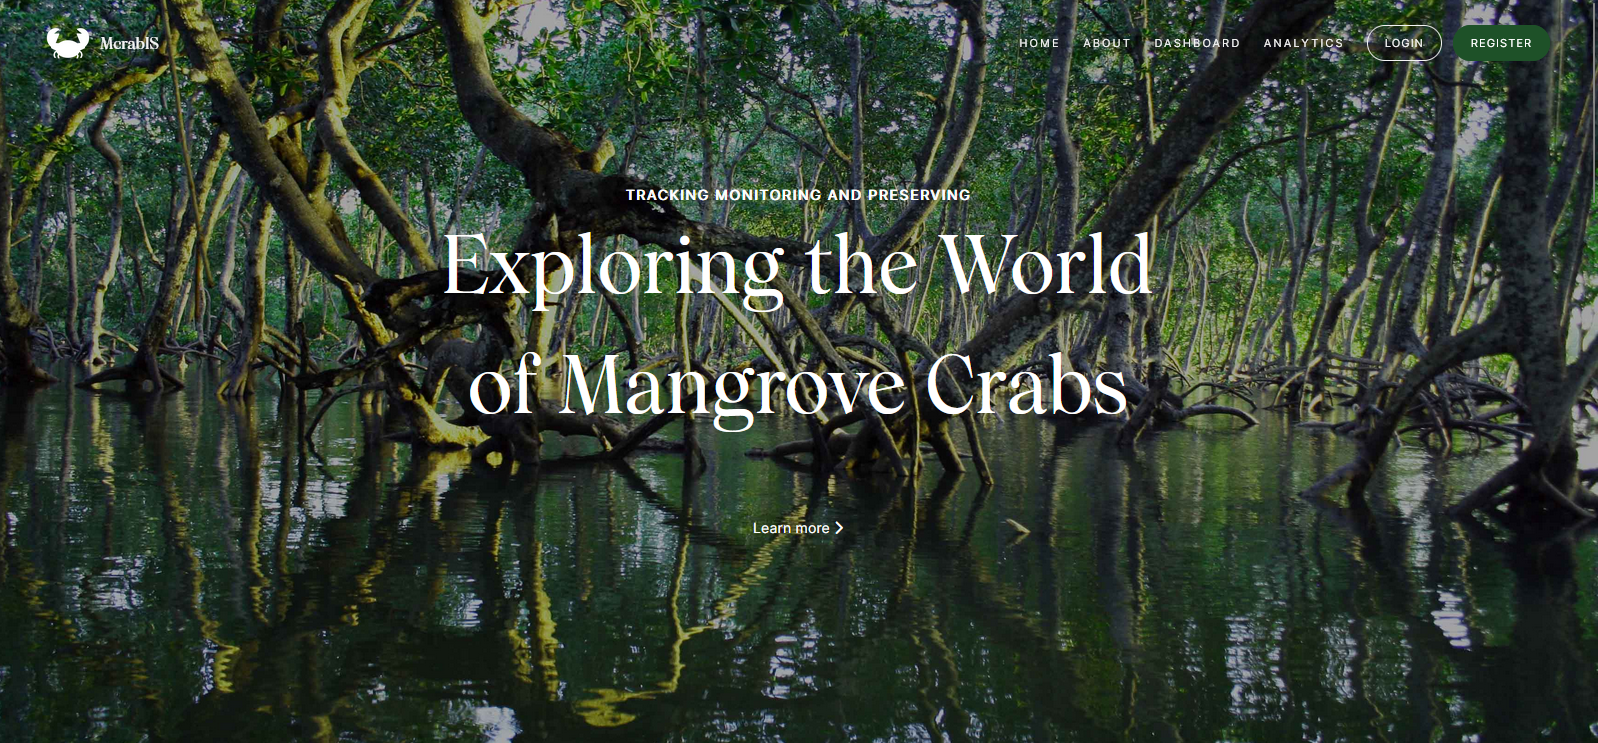 McrabIS
HOME ABOUT DASHBOARD ANALYTICS LOGIN REGISTER
TRACKING MONITORING AND PRESERVING
Exploring the World
of Mangrove Crabs
Learn more